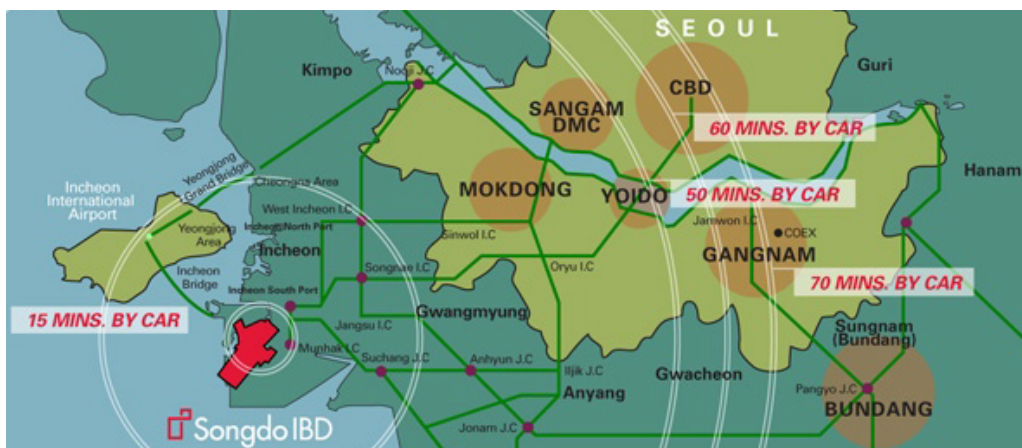 SEOUL
Kimpo
Nooji J.C
CBD
Guri
SANGAM
DMC
60 MINS. BY CAR
Yeongjong
Grand Bridge
Cheongna Area
Incheon
International
Airport
MOKDONG
YOIDO
50 MINS. BY CAR
Hanam
West Incheon I.C
Incheon North Port
Yeongjong
Area
Sinwol I.C
Jamwon I.C
COEX
Incheon
GANGNAM
Incheon
Bridge
Songnae I.C
Oryu I.C
70 MINS. BY CAR
Incheon South Port
15 MINS. BY CAR
Jangsu I.C
Gwangmyung
Sungnam
(Bundang)
Munhak I.C
Suchang J.C
Anhyun J.C
Iljik J.C
Gwacheon
Anyang
Pangyo J.C
BUNDANG
Songdo IBD
Jonam J.C